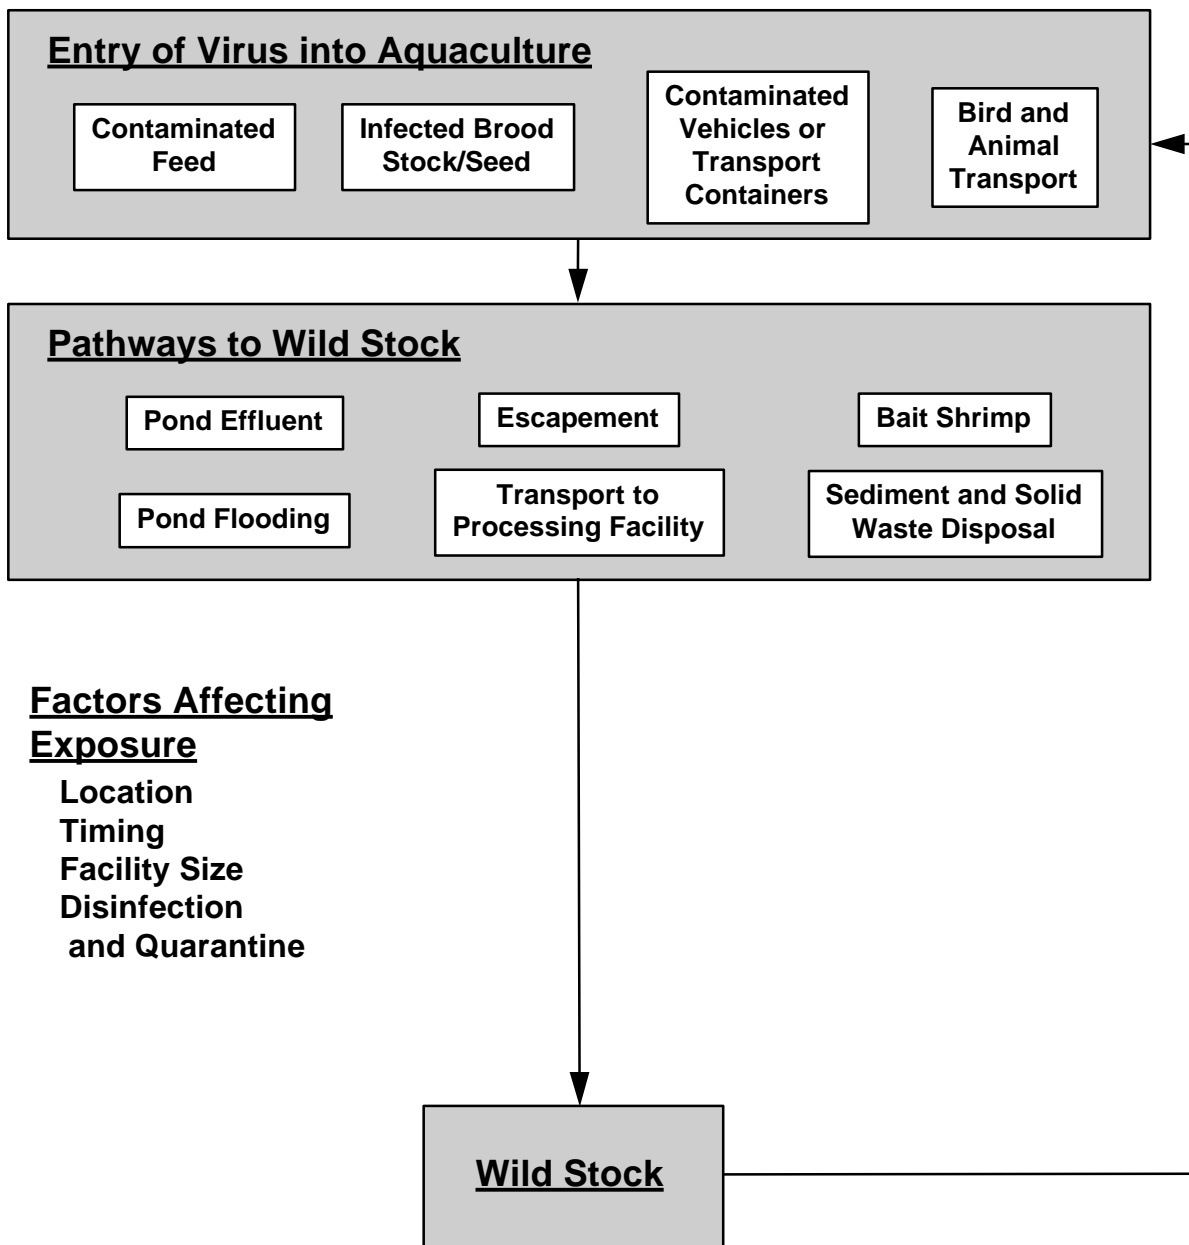 Entry of Virus into Aquaculture
Contaminated
Feed
Infected Brood
Stock/Seed
Contaminated
Vehicles or
Transport
Containers
Bird and
Animal
Transport
Pathways to Wild Stock
Pond Effluent
Escapement
Bait Shrimp
Pond Flooding
Transport to
Processing Facility
Sediment and Solid
Waste Disposal
Factors Affecting
Exposure
Location
Timing
Facility Size
Disinfection
and Quarantine
Wild Stock